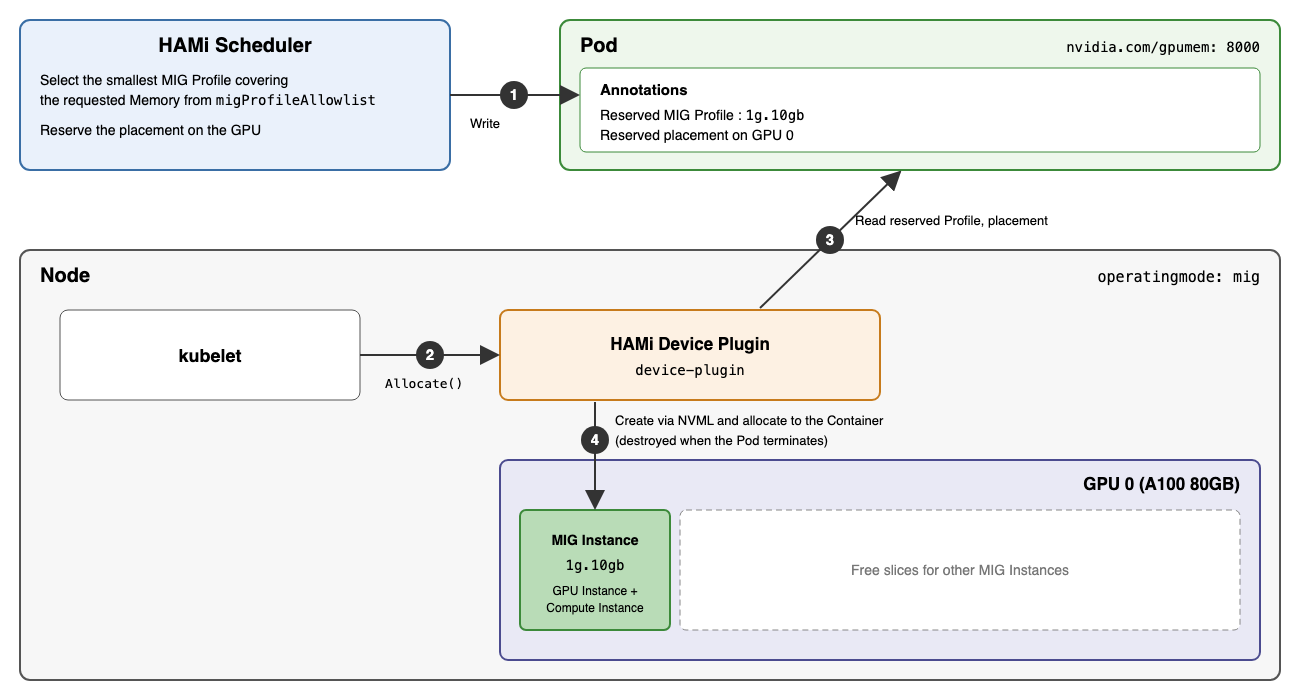 HAMi Scheduler
Select the smallest MIG Profile covering
the requested Memory from migProfileAllowlist
Reserve the placement on the GPU
1
Write
Pod
nvidia.com/gpumem: 8000
Annotations
Reserved MIG Profile : 1g.10gb
Reserved placement on GPU 0
3
Read reserved Profile, placement
Node
operatingmode: mig
kubelet
2
Allocate()
HAMi Device Plugin
device-plugin
4
Create via NVML and allocate to the Container
(destroyed when the Pod terminates)
GPU 0 (A100 80GB)
MIG Instance
1g.10gb
GPU Instance +
Compute Instance
Free slices for other MIG Instances